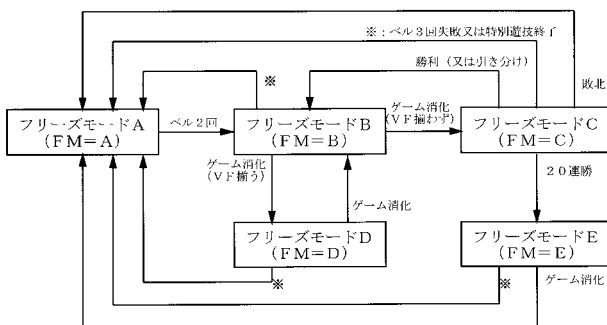 ※：ベル３回失敗又は特別遊技終了
勝利（又は引き分け）
敗北
※
フリーズモードA
(FM=A)
ベル２回
フリーズモードB
(FM=B)
ゲーム消化
(VF揃わず)
フリーズモードC
(FM=C)
ゲーム消化
(VF揃う)
ゲーム消化
２０連勝
フリーズモードD
(FM=D)
フリーズモードE
(FM=E)
※
※
ゲーム消化